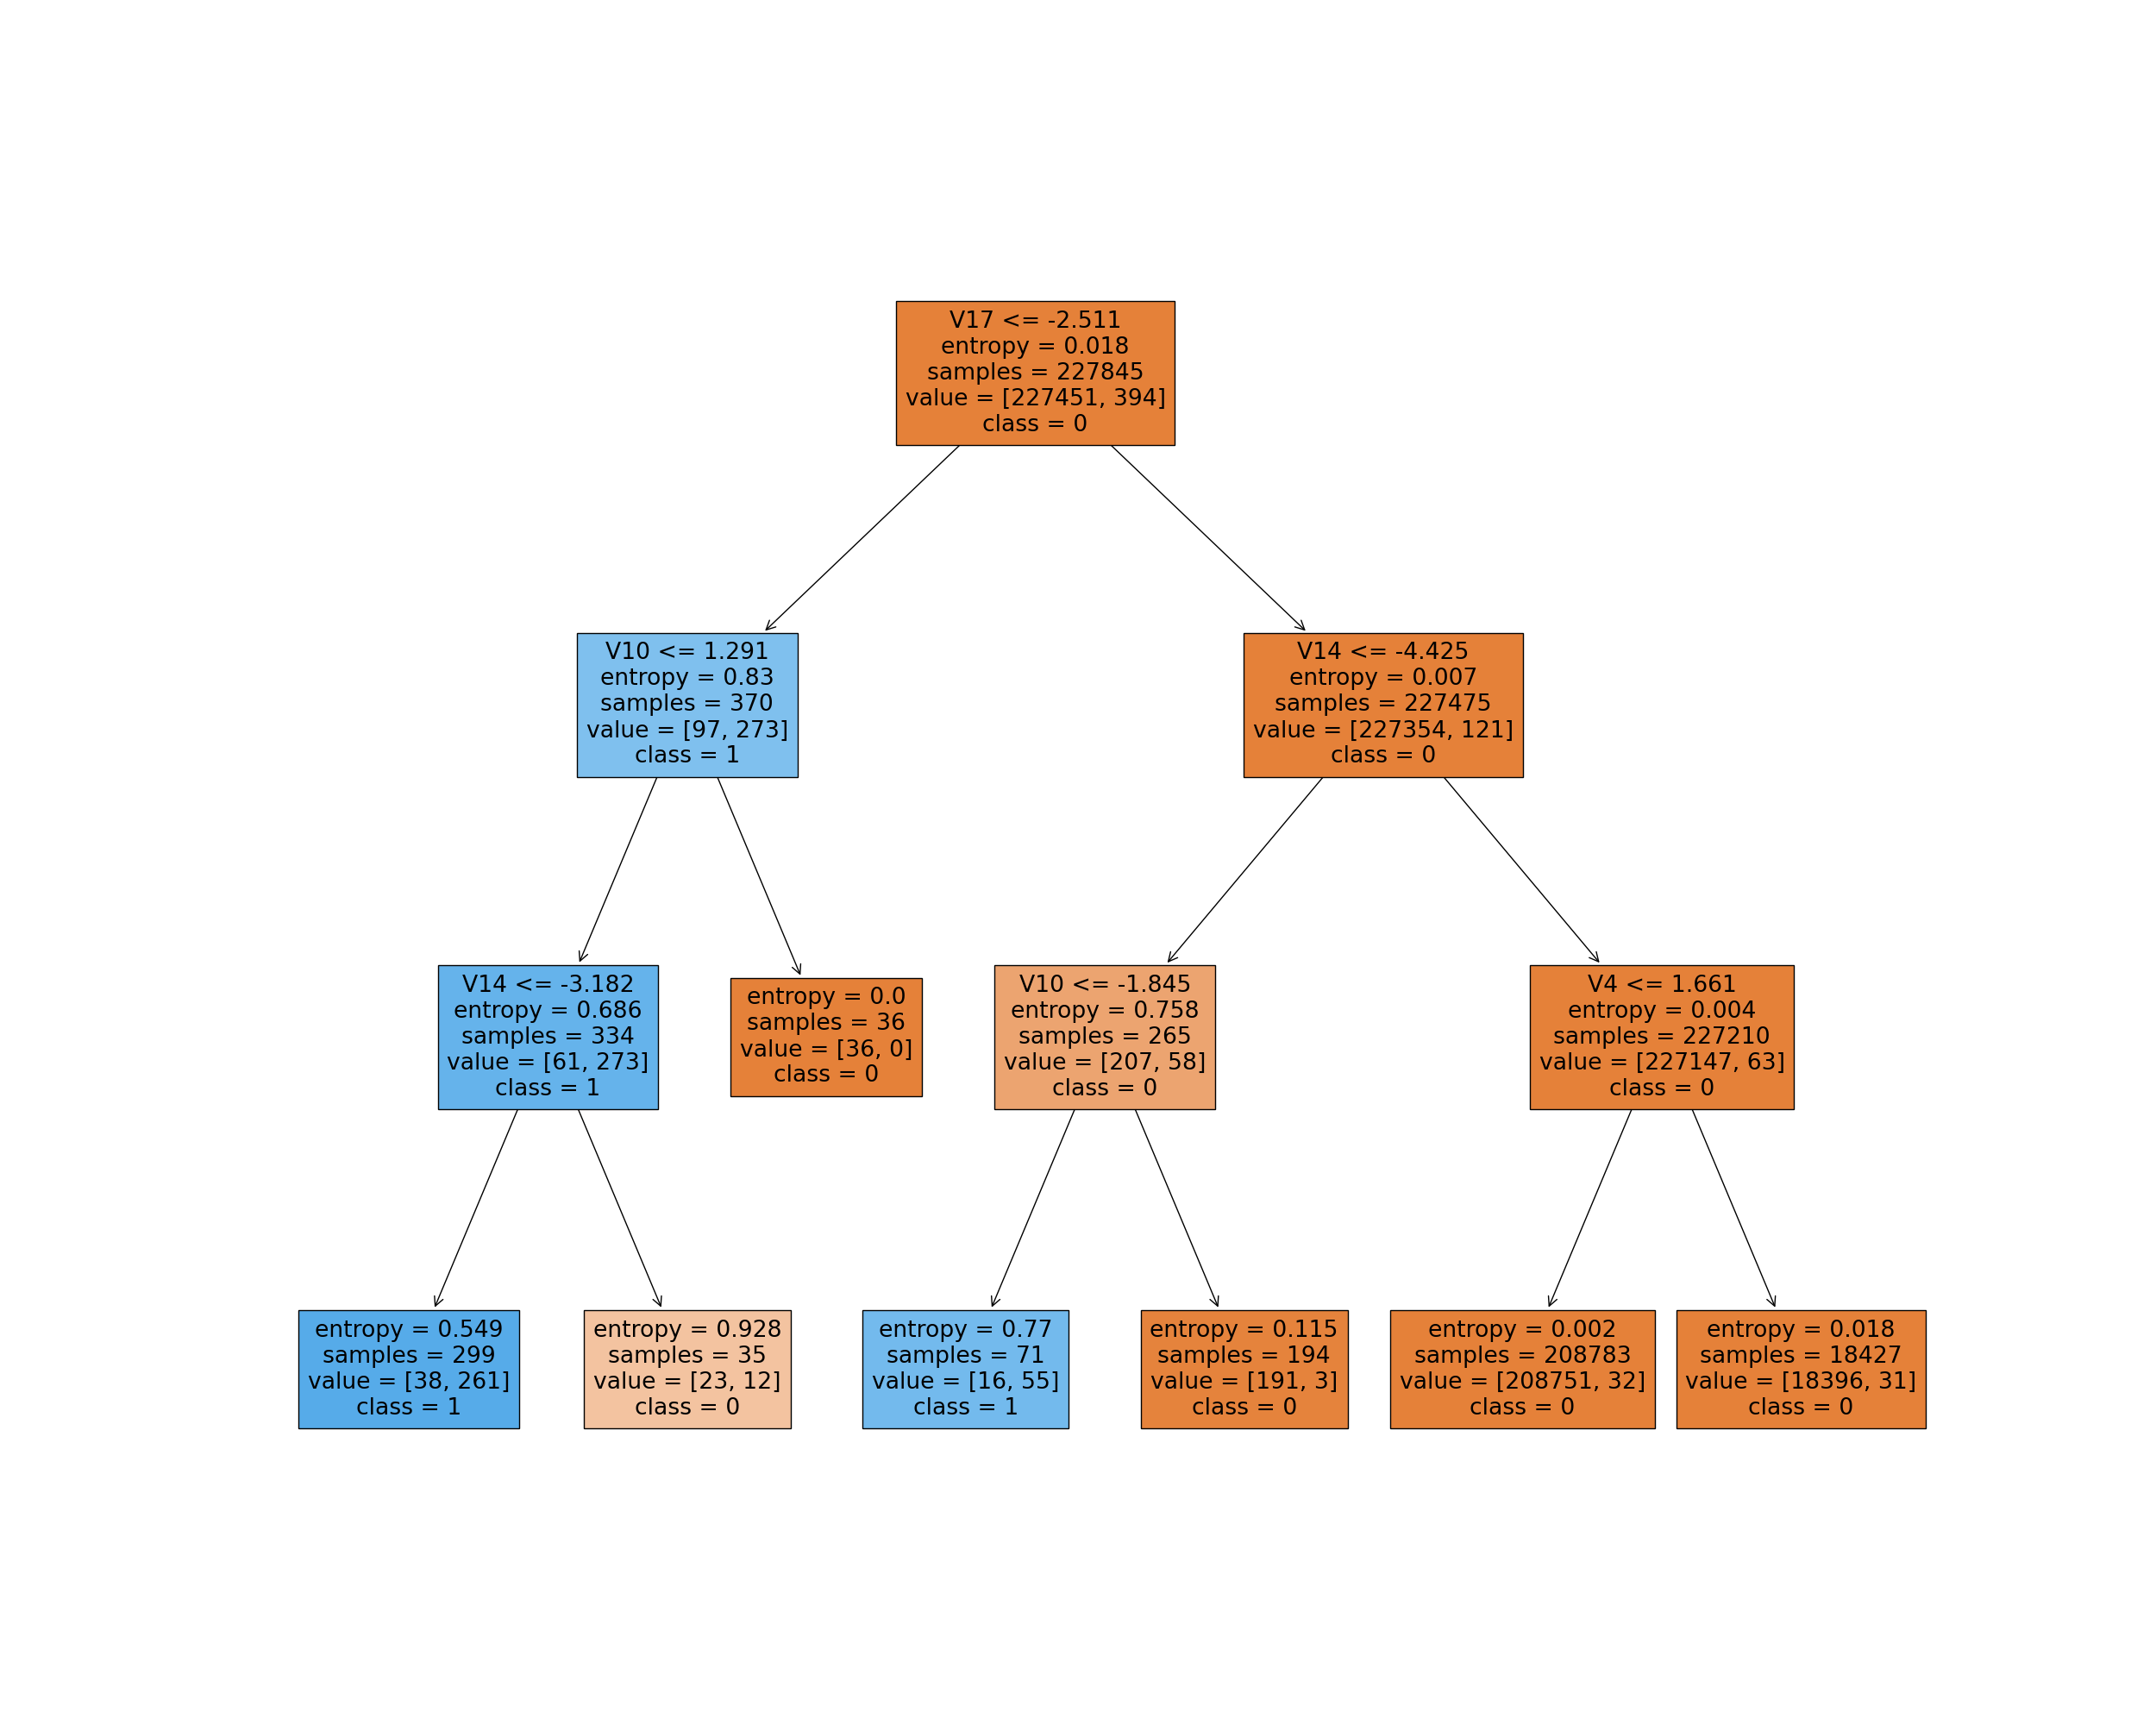 V17 <= -2.511
entropy = 0.018
samples = 227845
value = [227451, 394]
class = 0
V10 <= 1.291
entropy = 0.83
samples = 370
value = [97, 273]
class = 1
V14 <= -4.425
entropy = 0.007
samples = 227475
value = [227354, 121]
class = 0
V14 <= -3.182
entropy = 0.686
samples = 334
value = [61, 273]
class = 1
entropy = 0.0
samples = 36
value = [36, 0]
class = 0
V10 <= -1.845
entropy = 0.758
samples = 265
value = [207, 58]
class = 0
V4 <= 1.661
entropy = 0.004
samples = 227210
value = [227147, 63]
class = 0
entropy = 0.549
samples = 299
value = [38, 261]
class = 1
entropy = 0.928
samples = 35
value = [23, 12]
class = 0
entropy = 0.77
samples = 71
value = [16, 55]
class = 1
entropy = 0.115
samples = 194
value = [191, 3]
class = 0
entropy = 0.002
samples = 208783
value = [208751, 32]
class = 0
entropy = 0.018
samples = 18427
value = [18396, 31]
class = 0